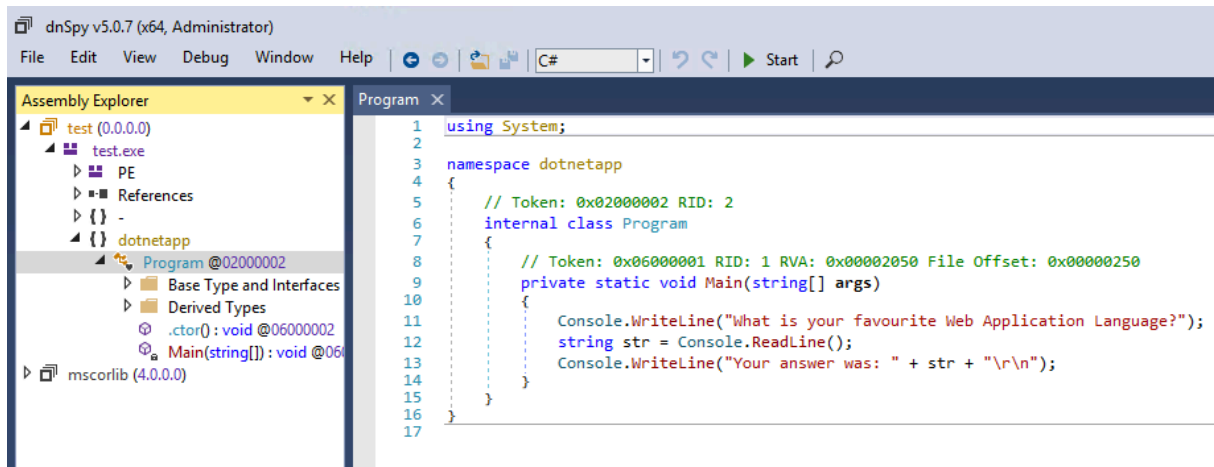 dnSpy v5.0.7 (x64, Administrator)
File Edit View Debug Window Help C# Start
Assembly Explorer
test (0.0.0.0)
test.exe
PE
References
{ } -
{ } dotnetapp
Program @02000002
Base Type and Interfaces
Derived Types
.ctor() : void @06000002
Main(string[]) : void @060
mscorlib (4.0.0.0)
Program
1 using System;
2
3 namespace dotnetapp
4 {
5 // Token: 0x02000002 RID: 2
6 internal class Program
7 {
8 // Token: 0x06000001 RID: 1 RVA: 0x00002050 File Offset: 0x00000250
9 private static void Main(string[] args)
10 {
11 Console.WriteLine("What is your favourite Web Application Language?");
12 string str = Console.ReadLine();
13 Console.WriteLine("Your answer was: " + str + "\r\n");
14 }
15 }
16 }
17